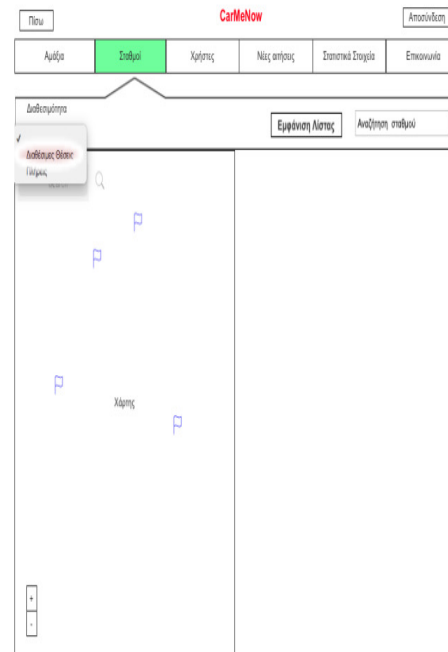 Πίσω
CarMeNow
Αποσύνδεση
Αμάξια
Σταθμοί
Χρήστες
Νέες αιτήσεις
Στατιστικά Στοιχεία
Επικοινωνία
Διαθεσιμότητα
✓
Διαθέσιμες Θέσεις
Πλήρεις
Εμφάνιση Λίστας
Αναζήτηση σταθμού
Χάρτης
+
-